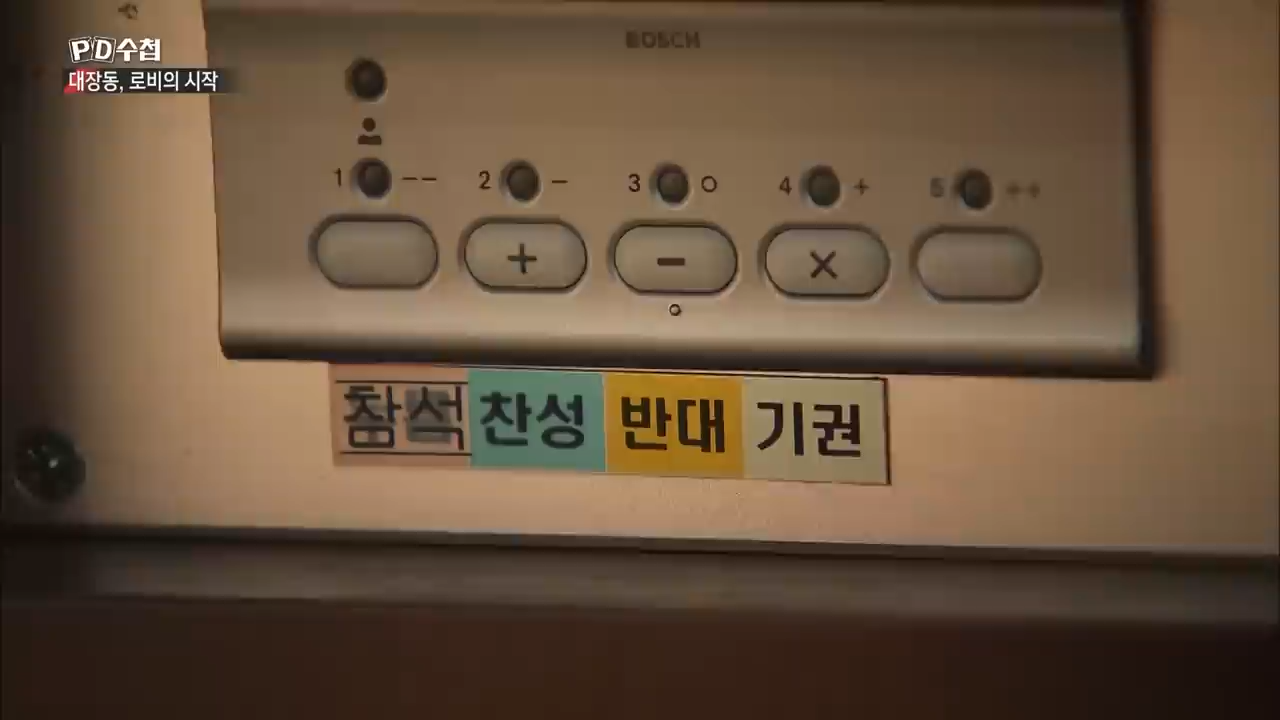 PD수첩
대장동, 로비의 시작
BOSCH
1 -- 2 - 3 ○ 4 + 5 ++
+ - ×
참석 찬성 반대 기권